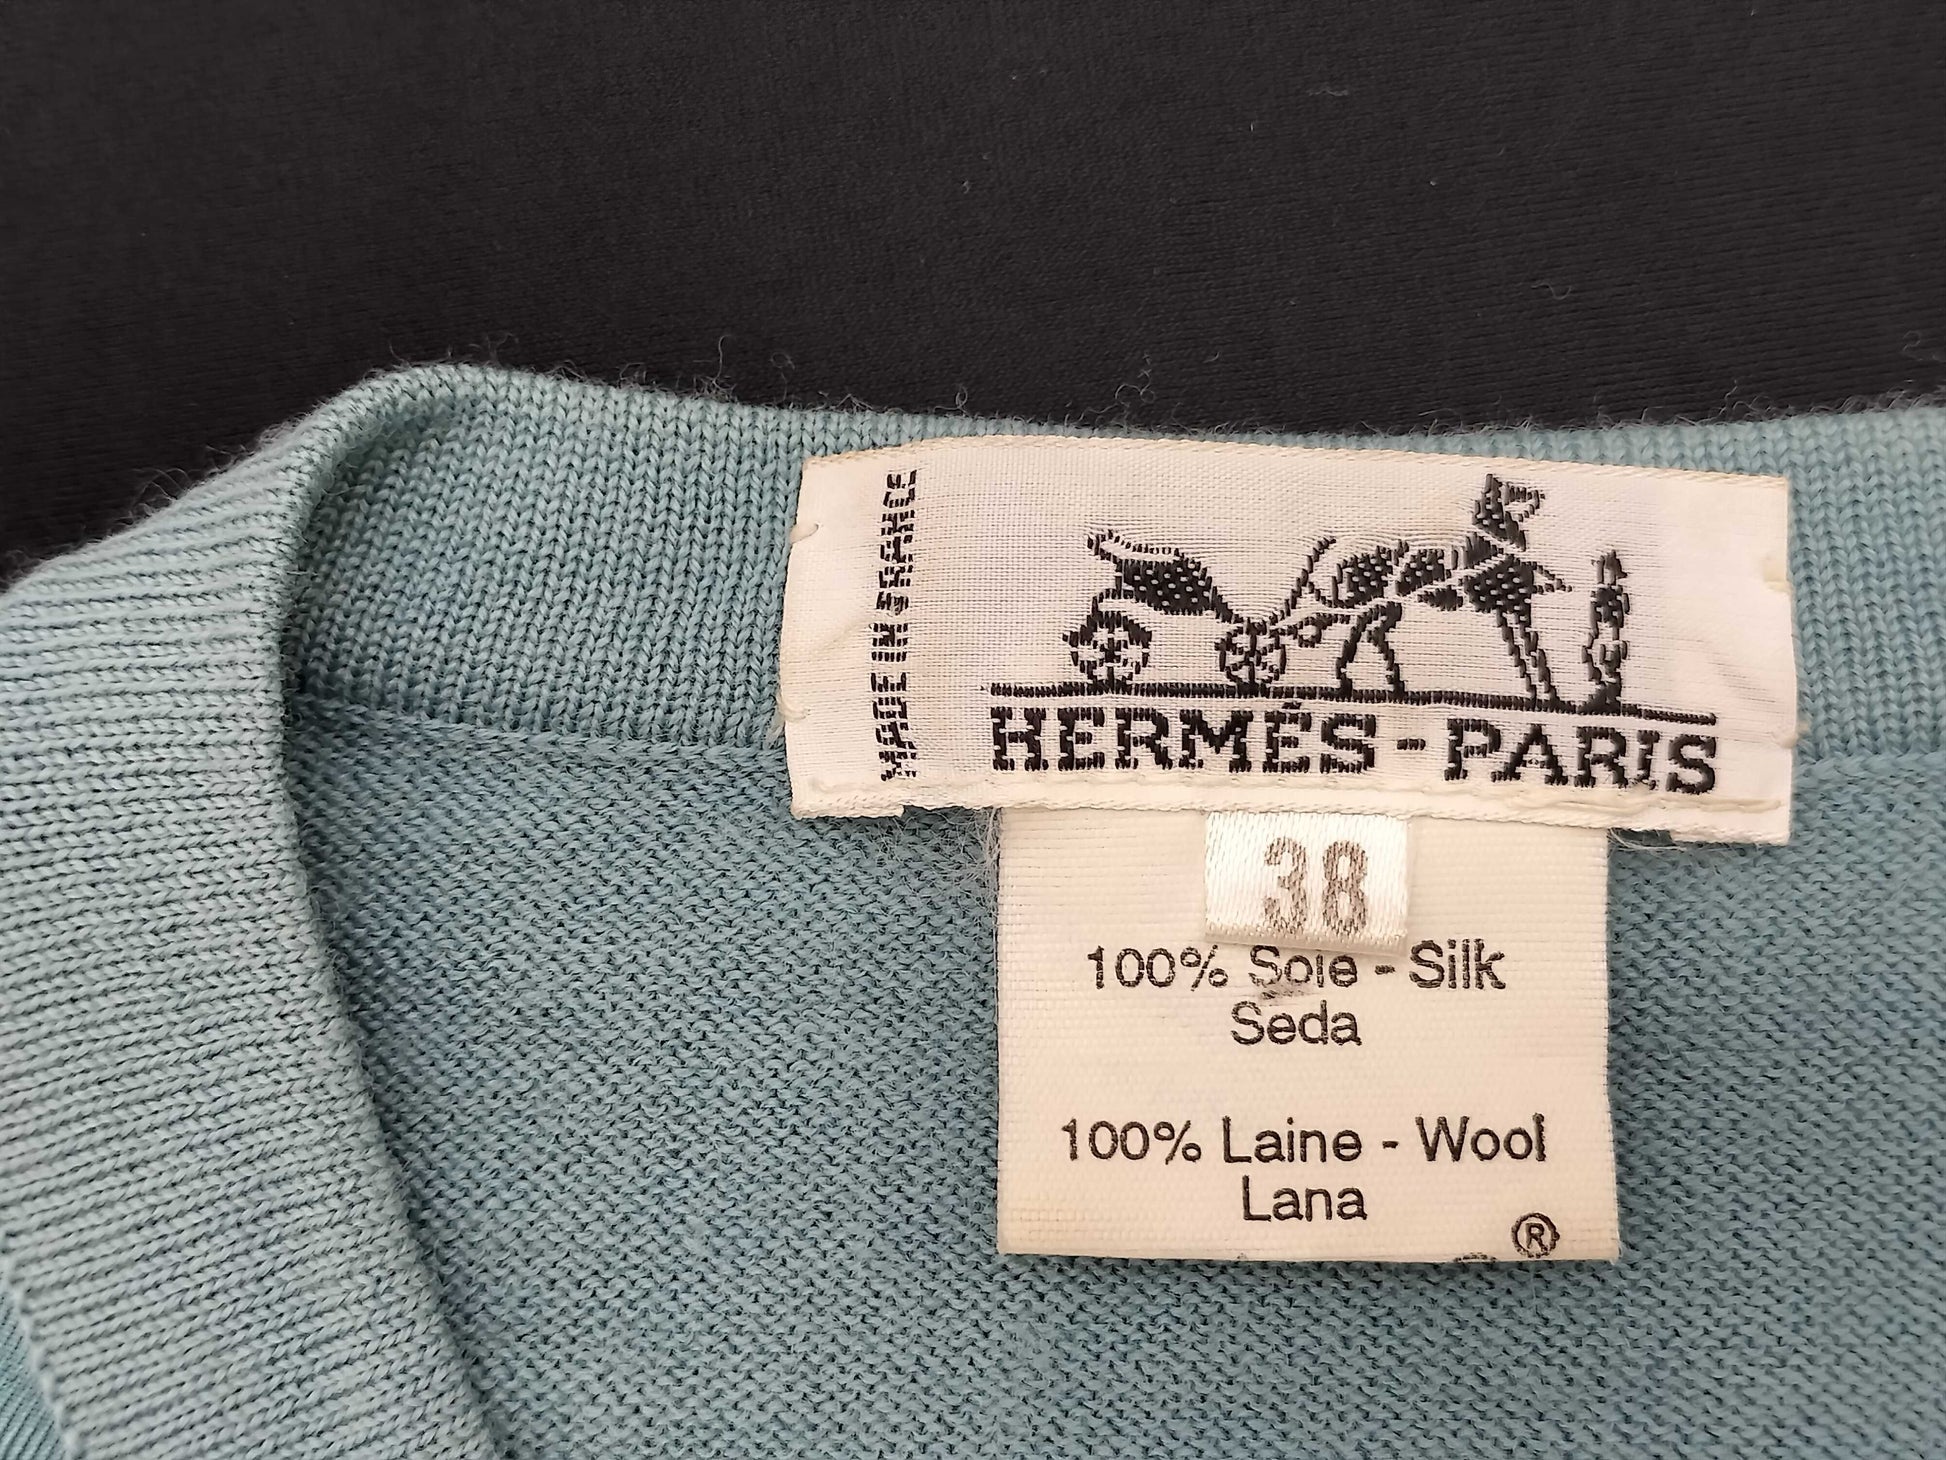 MADE IN FRANCE
HERMÈS-PARIS
38
100% Soie - Silk
Seda
100% Laine - Wool
Lana
®